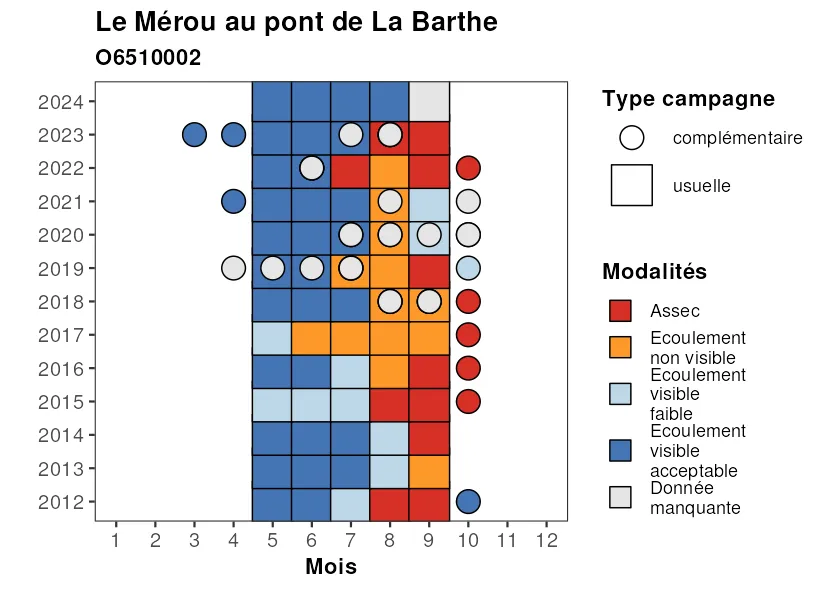 Le Mérou au pont de La Barthe
O6510002
2024
2023
2022
2021
2020
2019
2018
2017
2016
2015
2014
2013
2012
1 2 3 4 5 6 7 8 9 10 11 12
Mois
Type campagne
complémentaire
usuelle
Modalités
Assec
Ecoulement
non visible
Ecoulement
visible
faible
Ecoulement
visible
acceptable
Donnée
manquante